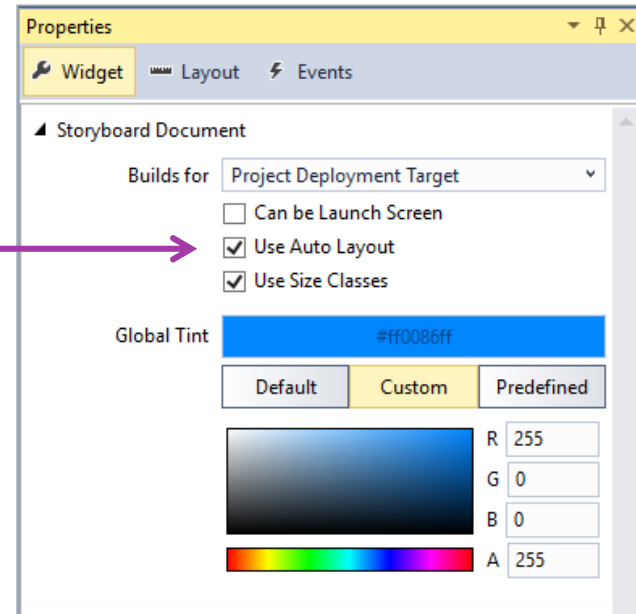 Properties
Widget Layout Events
Storyboard Document
Builds for Project Deployment Target
Can be Launch Screen
Use Auto Layout
Use Size Classes
Global Tint #ff0086ff
Default Custom Predefined
R 255
G 0
B 0
A 255